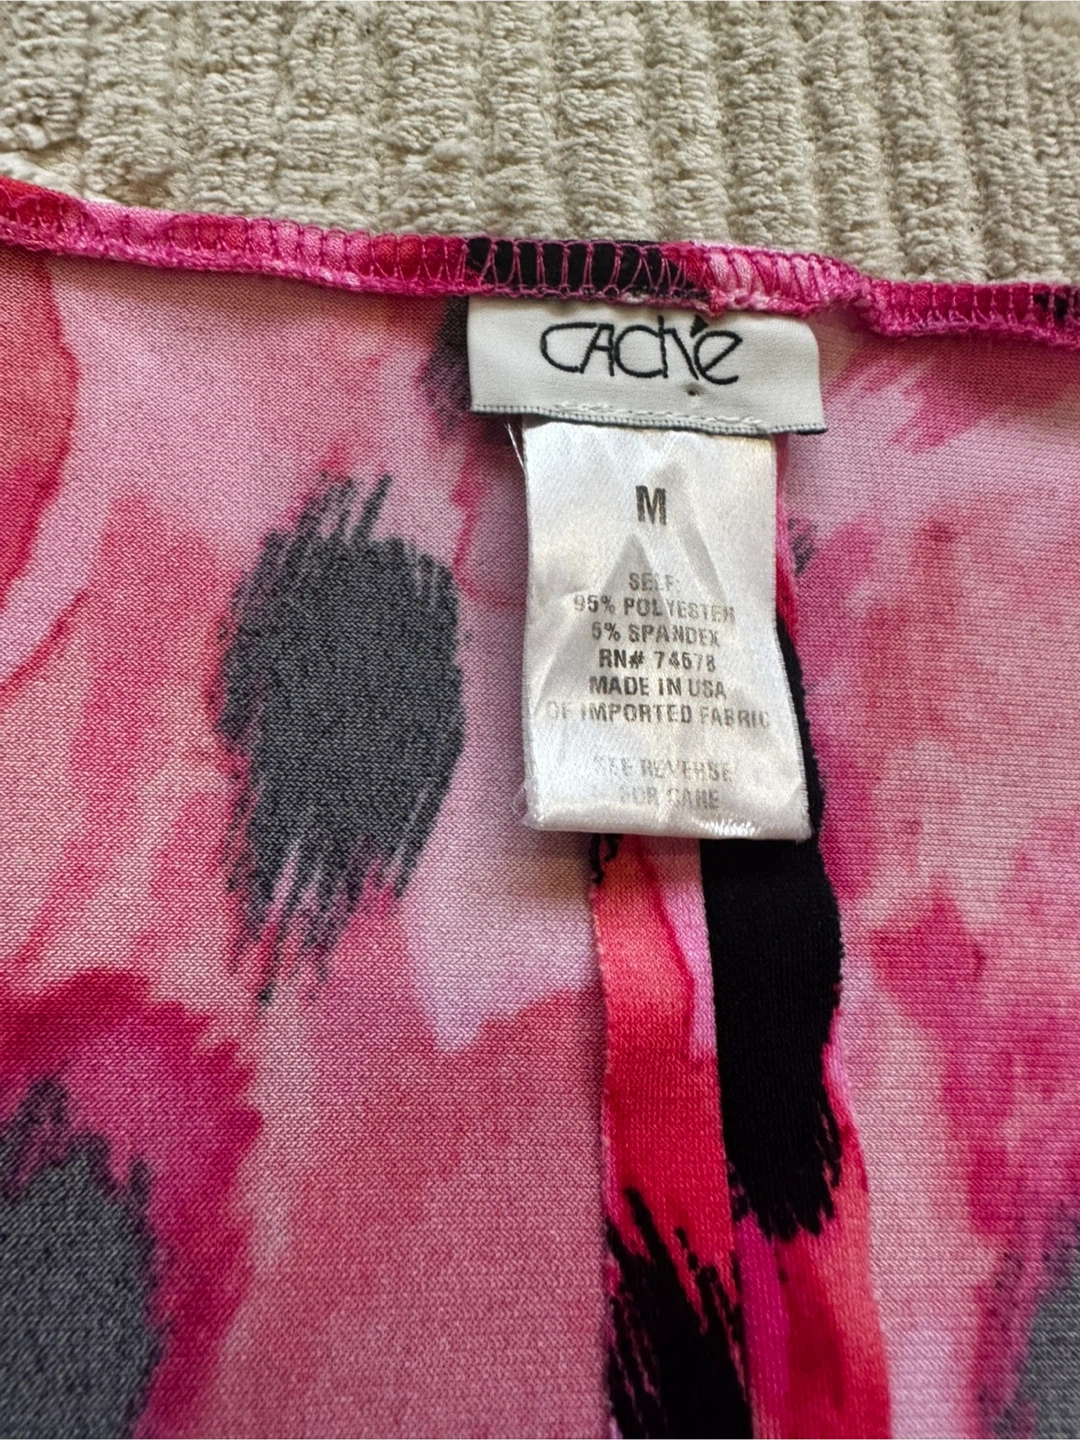 CACHÉ
M
SELF:
95% POLYESTER
5% SPANDEX
RN# 74678
MADE IN USA
OF IMPORTED FABRIC
SEE REVERSE
FOR CARE